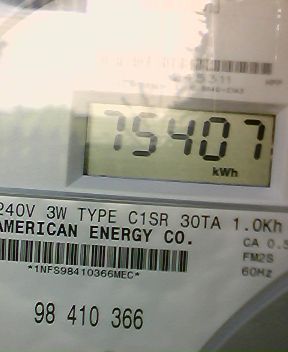 75407
kWh
240V 3W TYPE C1SR 30TA 1.0Kh
AMERICAN ENERGY CO.
CA 0.5
FM2S
60Hz
*1NFS98410366MEC*
98 410 366